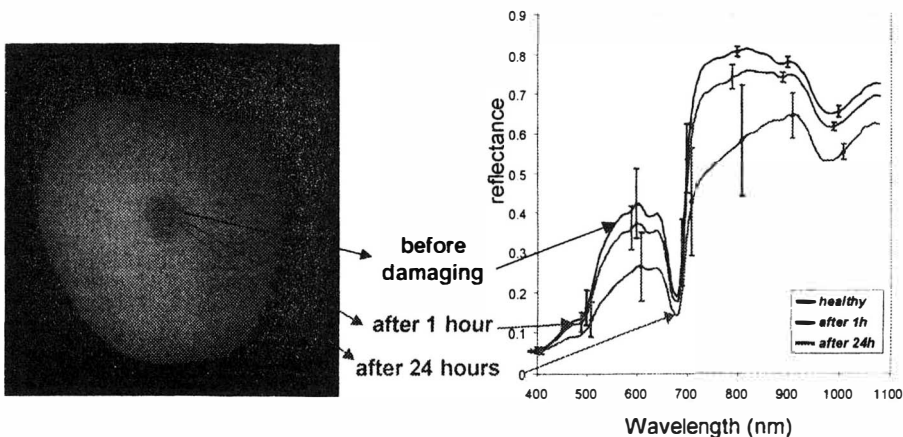 before
damaging
after 1 hour
after 24 hours
reflectance
0.9
0.8
0.7
0.6
0.5
0.4
0.3
0.2
0.1
0
400 500 600 700 800 900 1000 1100
Wavelength (nm)
healthy
after 1h
after 24h